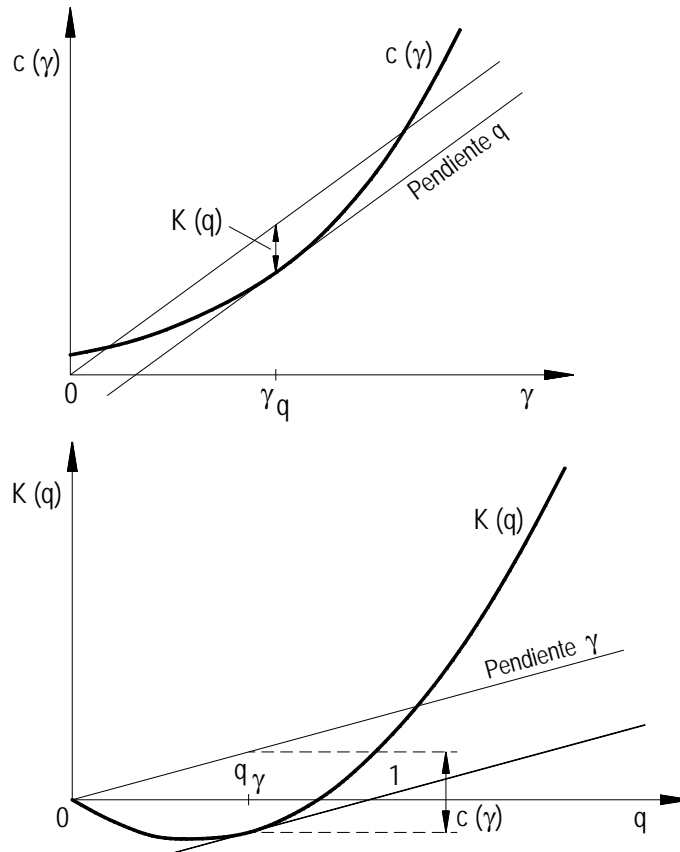 c (γ)
c (γ)
Pendiente q
K (q)
0
γq
γ
K (q)
K (q)
Pendiente γ
qγ
1
0
c (γ)
q